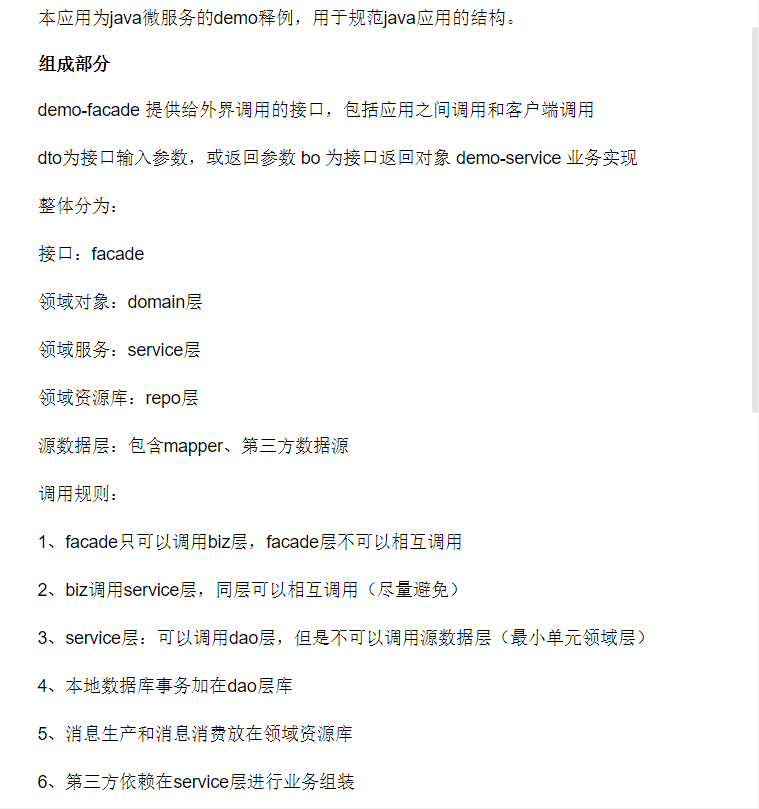 本应用为java微服务的demo释例，用于规范java应用的结构。
组成部分
demo-facade 提供给外界调用的接口，包括应用之间调用和客户端调用
dto为接口输入参数，或返回参数 bo 为接口返回对象 demo-service 业务实现
整体分为：
接口：facade
领域对象：domain层
领域服务：service层
领域资源库：repo层
源数据层：包含mapper、第三方数据源
调用规则：
1、facade只可以调用biz层，facade层不可以相互调用
2、biz调用service层，同层可以相互调用（尽量避免）
3、service层：可以调用dao层，但是不可以调用源数据层（最小单元领域层）
4、本地数据库事务加在dao层库
5、消息生产和消息消费放在领域资源库
6、第三方依赖在service层进行业务组装